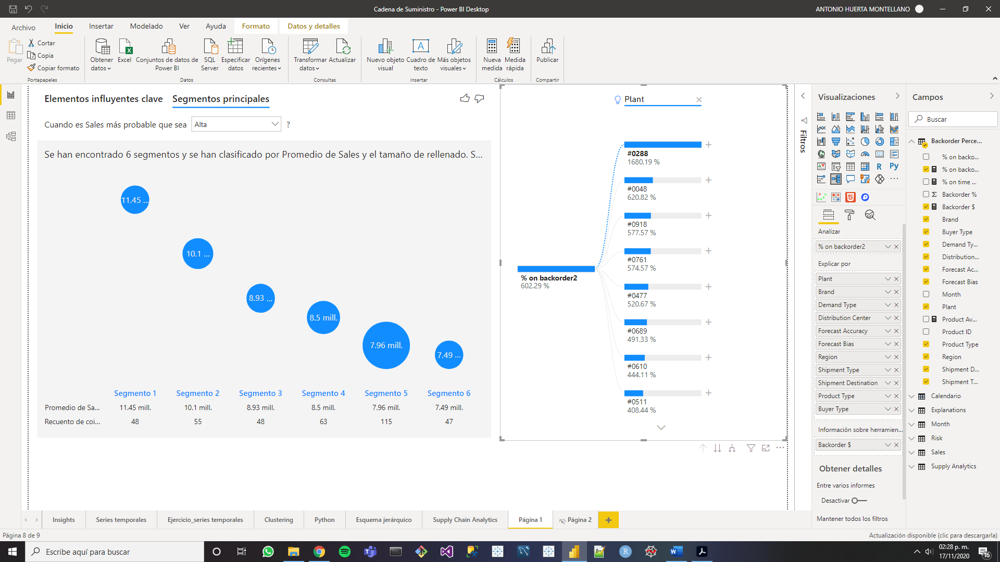 Cadena de Suministro - Power BI Desktop
ANTONIO HUERTA MONTELLANO
Archivo
Inicio
Insertar
Modelado
Ver
Ayuda
Formato
Datos y detalles
Pegar
Cortar
Copia
Copiar formato
Portapapeles
Obtener datos
Excel
Conjuntos de datos de Power BI
SQL Server
Especificar datos
Orígenes recientes
Datos
Transformar datos
Actualizar
Consultas
Nuevo objeto visual
Cuadro de texto
Más objetos visuales
Insertar
Nueva medida
Medida rápida
Cálculos
Publicar
Compartir
Elementos influyentes clave
Segmentos principales
Cuando es Sales más probable que sea
Alta
?
Se han encontrado 6 segmentos y se han clasificado por Promedio de Sales y el tamaño de rellenado. S...
11.45 ...
10.1 ...
8.93 ...
8.5 mill.
7.96 mill.
7.49 ...
Segmento 1 Segmento 2 Segmento 3 Segmento 4 Segmento 5 Segmento 6
Promedio de Sa... 11.45 mill. 10.1 mill. 8.93 mill. 8.5 mill. 7.96 mill. 7.49 mill.
Recuento de coi... 48 55 48 63 115 47
Plant
% on backorder2
602.29 %
#0288
1680.19 %
#0048
620.82 %
#0918
577.57 %
#0761
574.57 %
#0477
520.67 %
#0689
491.33 %
#0610
444.11 %
#0511
408.44 %
Filtros
Visualizaciones
R
Py
Analizar
% on backorder2
Explicar por
Plant
Brand
Demand Type
Distribution Center
Forecast Accuracy
Forecast Bias
Region
Shipment Type
Shipment Destination
Product Type
Buyer Type
Información sobre herramien...
Backorder $
Obtener detalles
Entre varios informes
Desactivar
Mantener todos los filtros
Campos
Buscar
Backorder Perce...
% on backo...
% on backo...
% on time ...
Backorder %
Backorder $
Brand
Buyer Type
Demand Ty...
Distribution...
Forecast Ac...
Forecast Bias
Month
Plant
Product Av...
Product ID
Product Type
Region
Shipment D...
Shipment T...
Calendario
Explanations
Month
Risk
Sales
Supply Analytics
Insights
Series temporales
Ejercicio_series temporales
Clustering
Python
Esquema jerárquico
Supply Chain Analytics
Página 1
Página 2
Página 8 de 9
Actualización disponible (clic para descargarla)
Escribe aquí para buscar
02:28 p. m.
17/11/2020
16